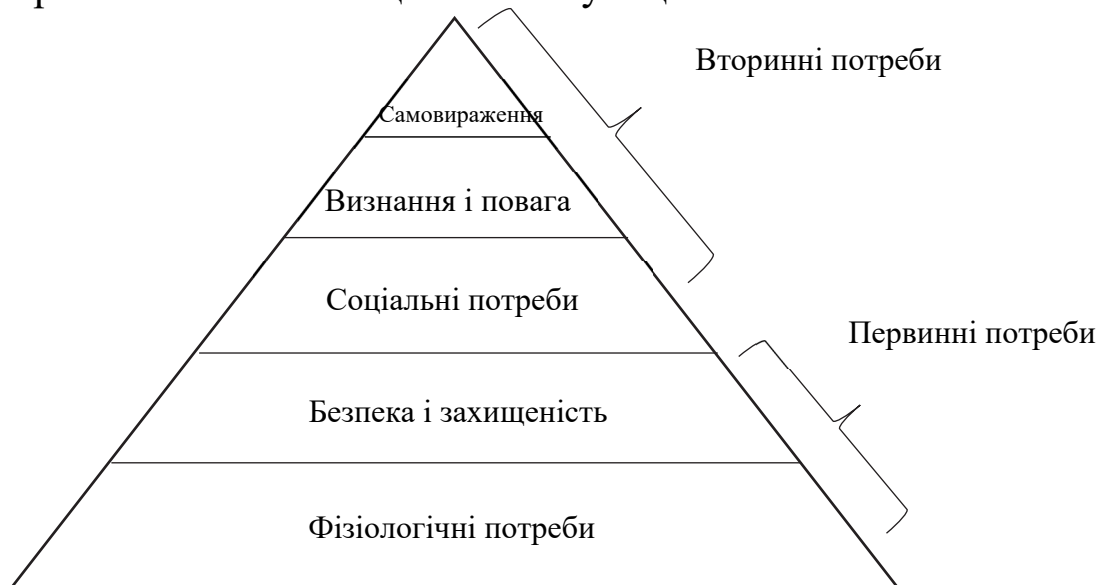 Вторинні потреби
Самовираження
Визнання і повага
Соціальні потреби
Первинні потреби
Безпека і захищеність
Фізіологічні потреби